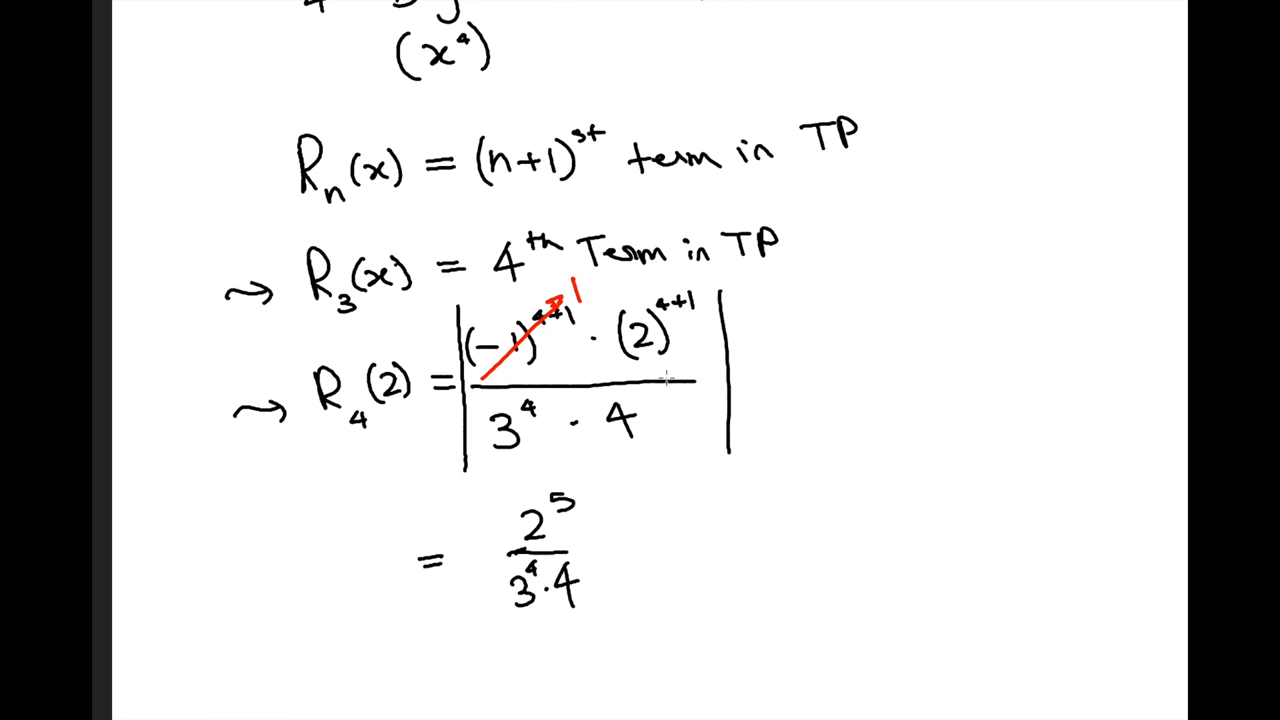 (x⁴)
Rₙ(x) = (n+1)ˢᵗ term in TP
⤳ R₃(x) = 4ᵗʰ Term in TP
⤳ R₄(2) = | (-1)⁴⁺¹ · (2)⁴⁺¹ / 3⁴ · 4 |
1
= 2⁵ / 3⁴ · 4